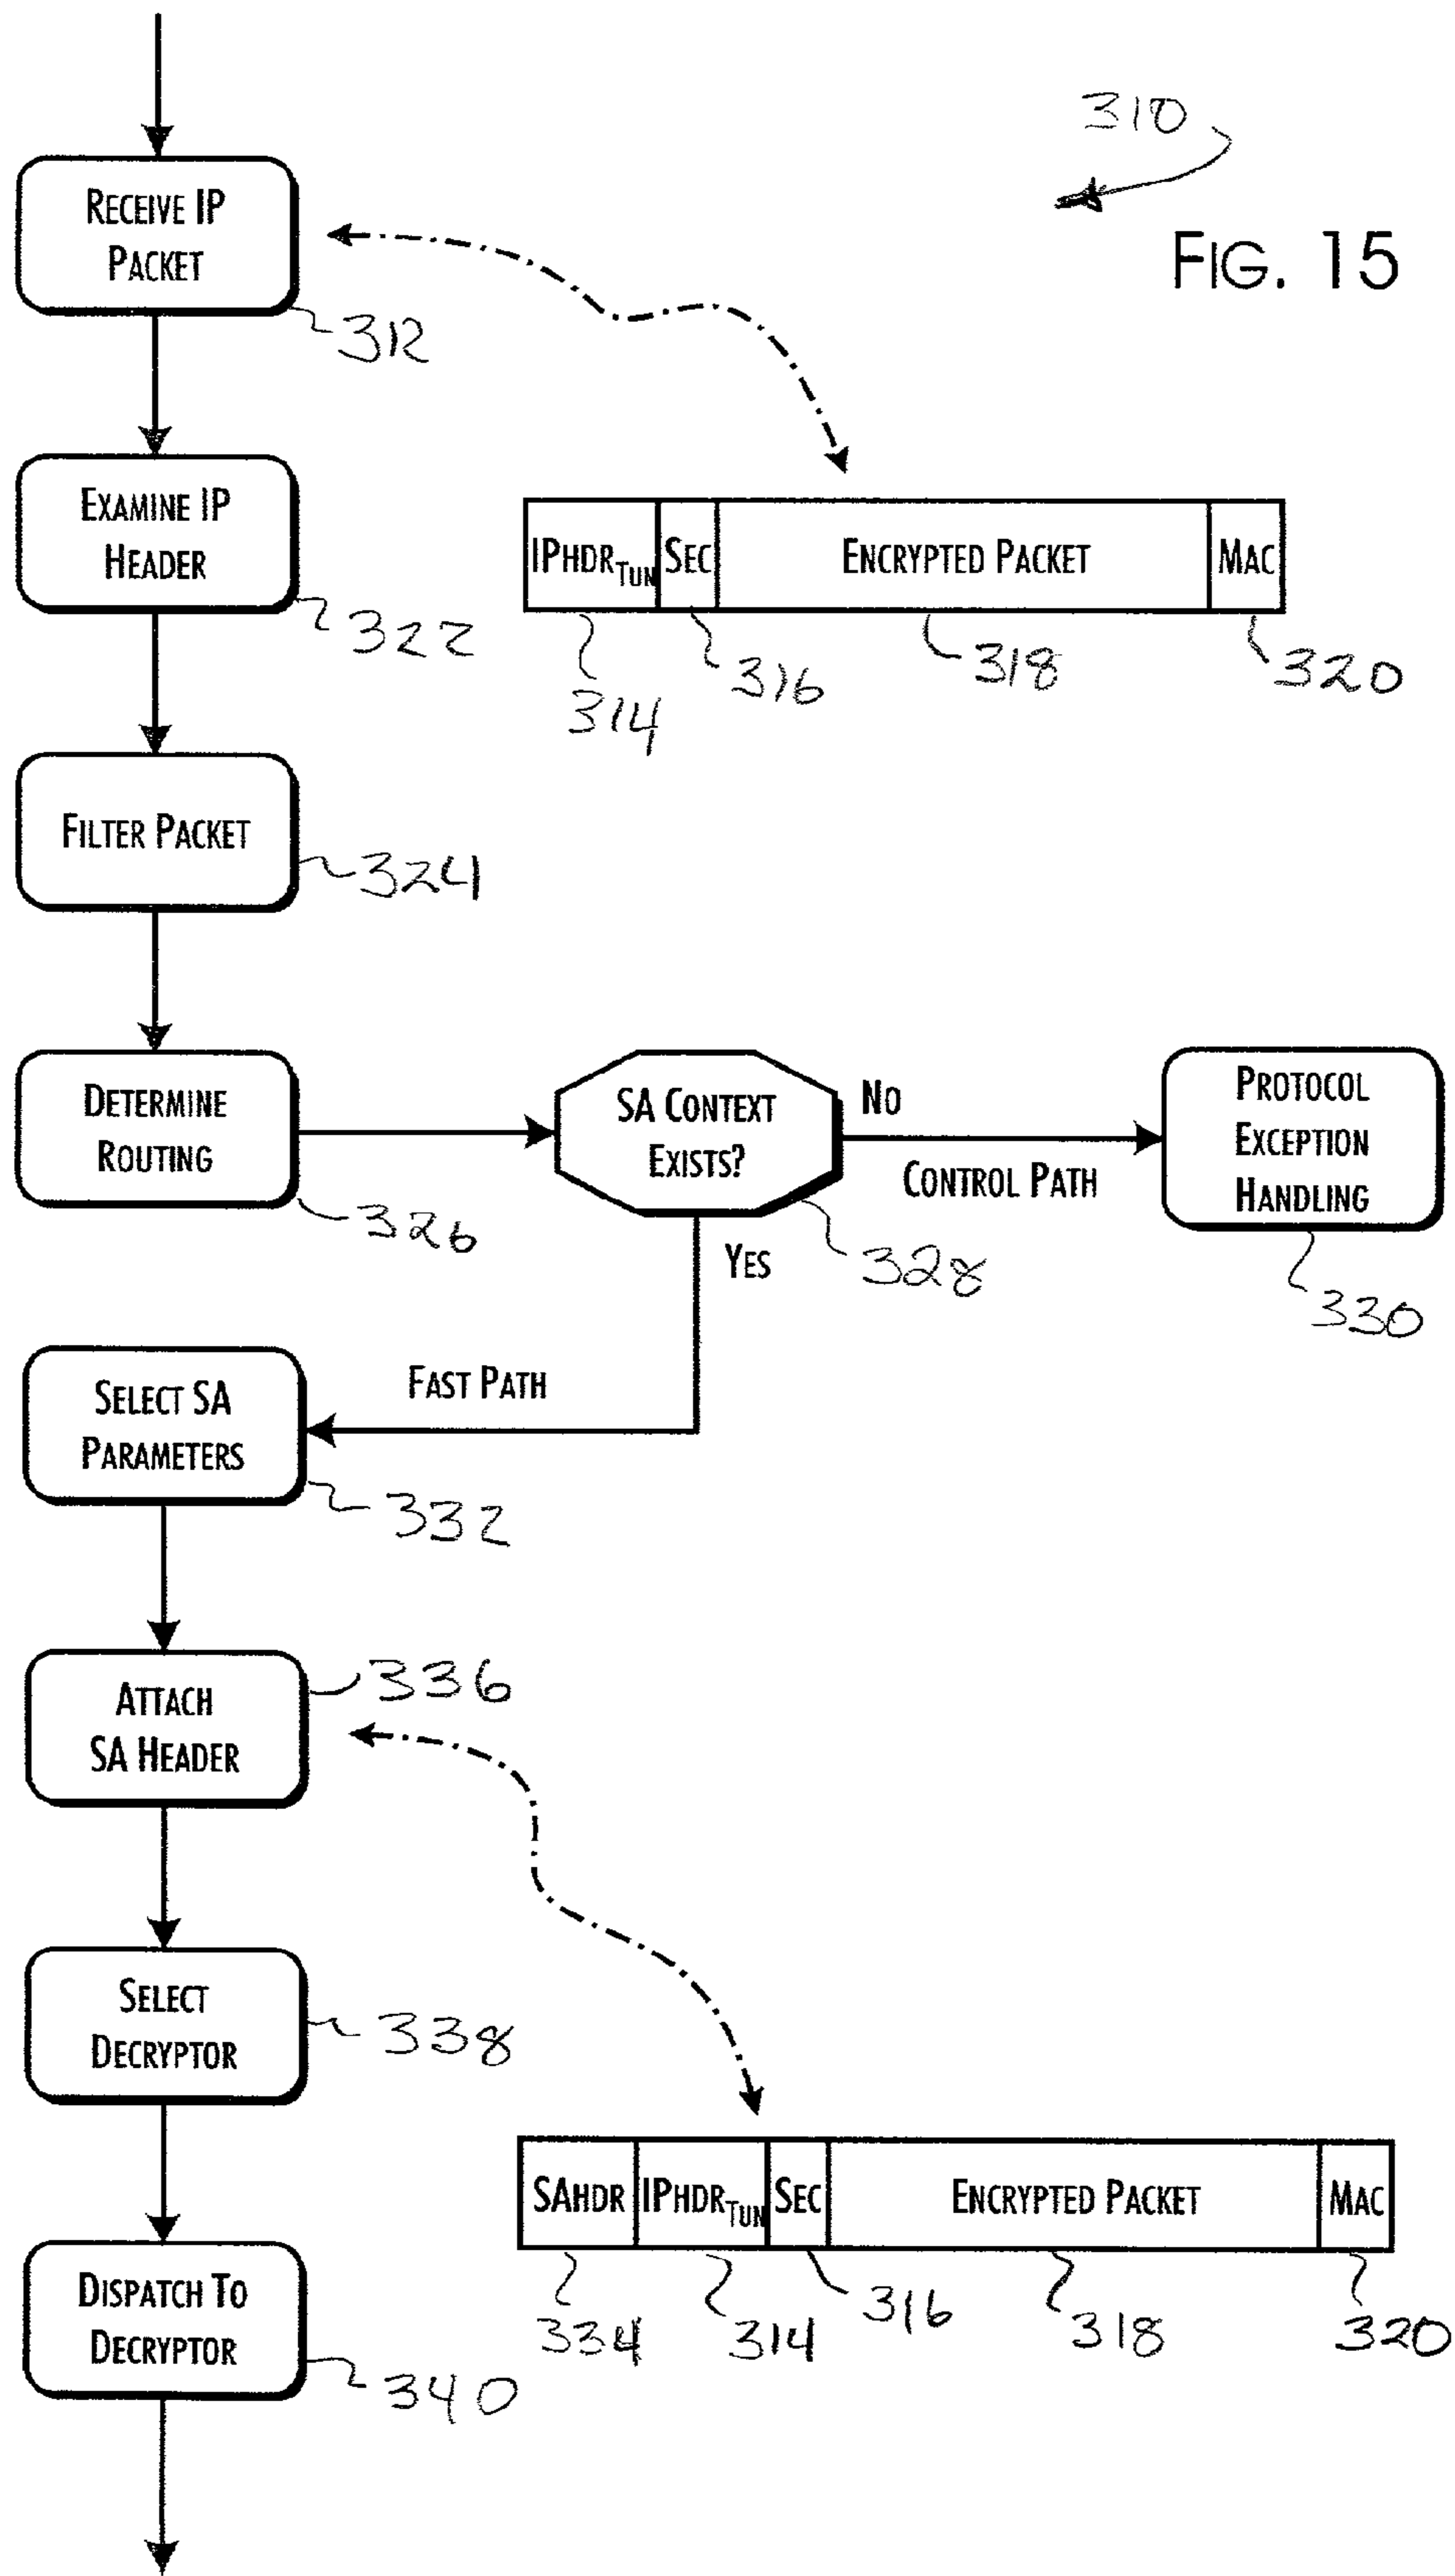 310
FIG. 15
RECEIVE IP
PACKET
312
EXAMINE IP
HEADER
322
IPHDRTUN SEC ENCRYPTED PACKET MAC
314 316 318 320
FILTER PACKET
324
DETERMINE
ROUTING
326
SA CONTEXT
EXISTS?
328
NO
CONTROL PATH
PROTOCOL
EXCEPTION
HANDLING
330
YES
FAST PATH
SELECT SA
PARAMETERS
332
ATTACH
SA HEADER
336
SELECT
DECRYPTOR
338
SAHDR IPHDRTUN SEC ENCRYPTED PACKET MAC
334 314 316 318 320
DISPATCH TO
DECRYPTOR
340